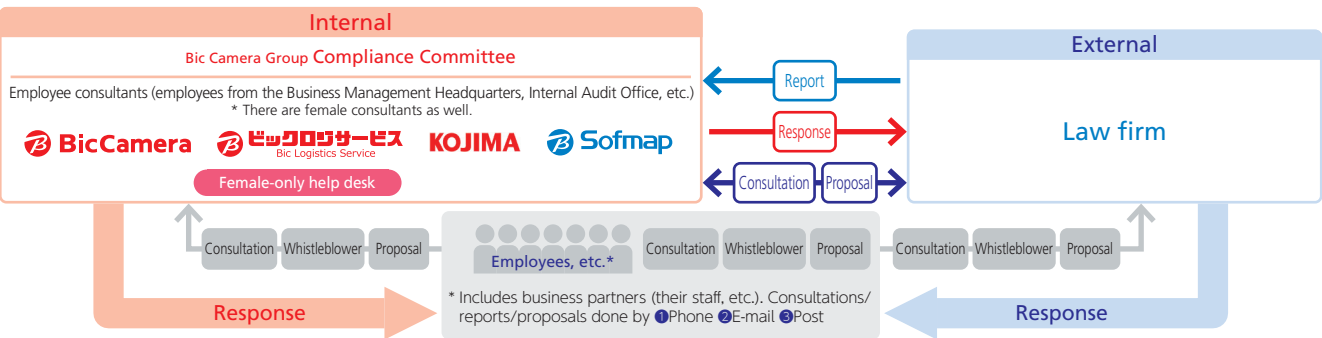 Internal
Bic Camera Group Compliance Committee
Employee consultants (employees from the Business Management Headquarters, Internal Audit Office, etc.)
* There are female consultants as well.
BicCamera
ビックロジサービス
Bic Logistics Service
KOJIMA
Sofmap
Female-only help desk
Report
Response
Consultation
Proposal
External
Law firm
Consultation
Whistleblower
Proposal
Employees, etc.*
Consultation
Whistleblower
Proposal
Consultation
Whistleblower
Proposal
* Includes business partners (their staff, etc.). Consultations/
reports/proposals done by ❶Phone ❷E-mail ❸Post
Response
Response